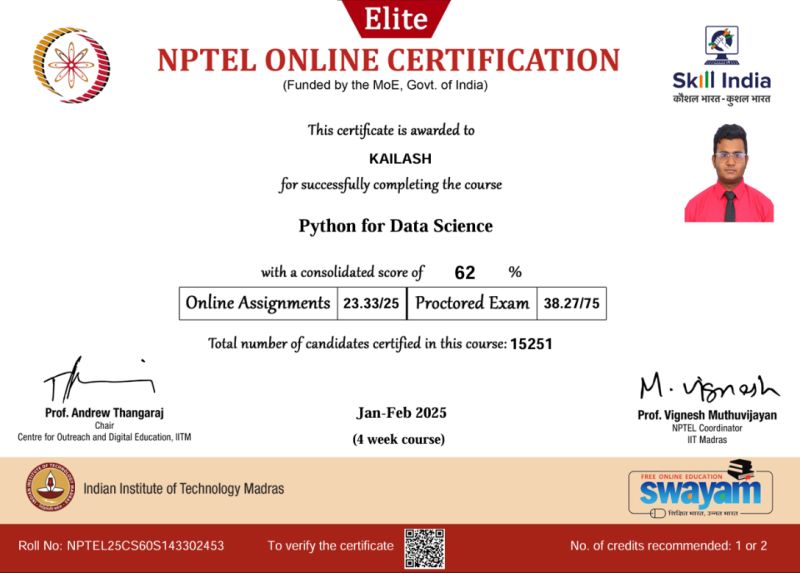 Elite
NPTEL ONLINE CERTIFICATION
(Funded by the MoE, Govt. of India)
Skill India
कौशल भारत - कुशल भारत
This certificate is awarded to
KAILASH
for successfully completing the course
Python for Data Science
with a consolidated score of 62 %
Online Assignments 23.33/25 Proctored Exam 38.27/75
Total number of candidates certified in this course: 15251
M. Vignesh
Prof. Andrew Thangaraj
Chair
Centre for Outreach and Digital Education, IITM
Jan-Feb 2025
(4 week course)
Prof. Vignesh Muthuvijayan
NPTEL Coordinator
IIT Madras
Indian Institute of Technology Madras
FREE ONLINE EDUCATION
swayam
शिक्षित भारत, उन्नत भारत
Roll No: NPTEL25CS60S143302453
To verify the certificate
No. of credits recommended: 1 or 2